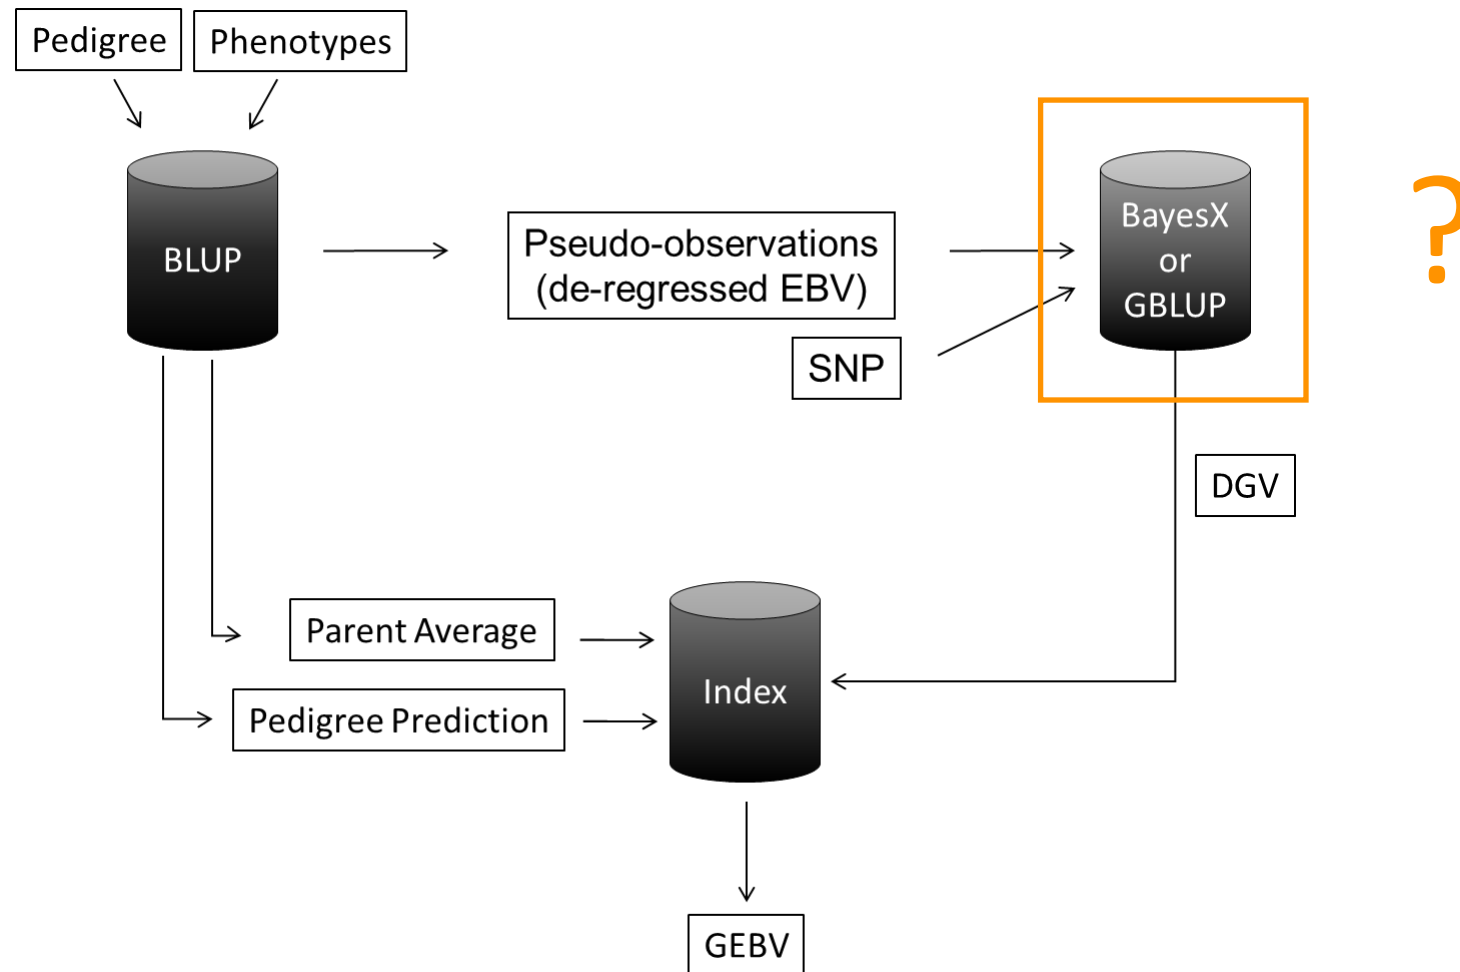 Pedigree
Phenotypes
BLUP
Pseudo-observations
(de-regressed EBV)
SNP
BayesX
or
GBLUP
?
DGV
Parent Average
Pedigree Prediction
Index
GEBV